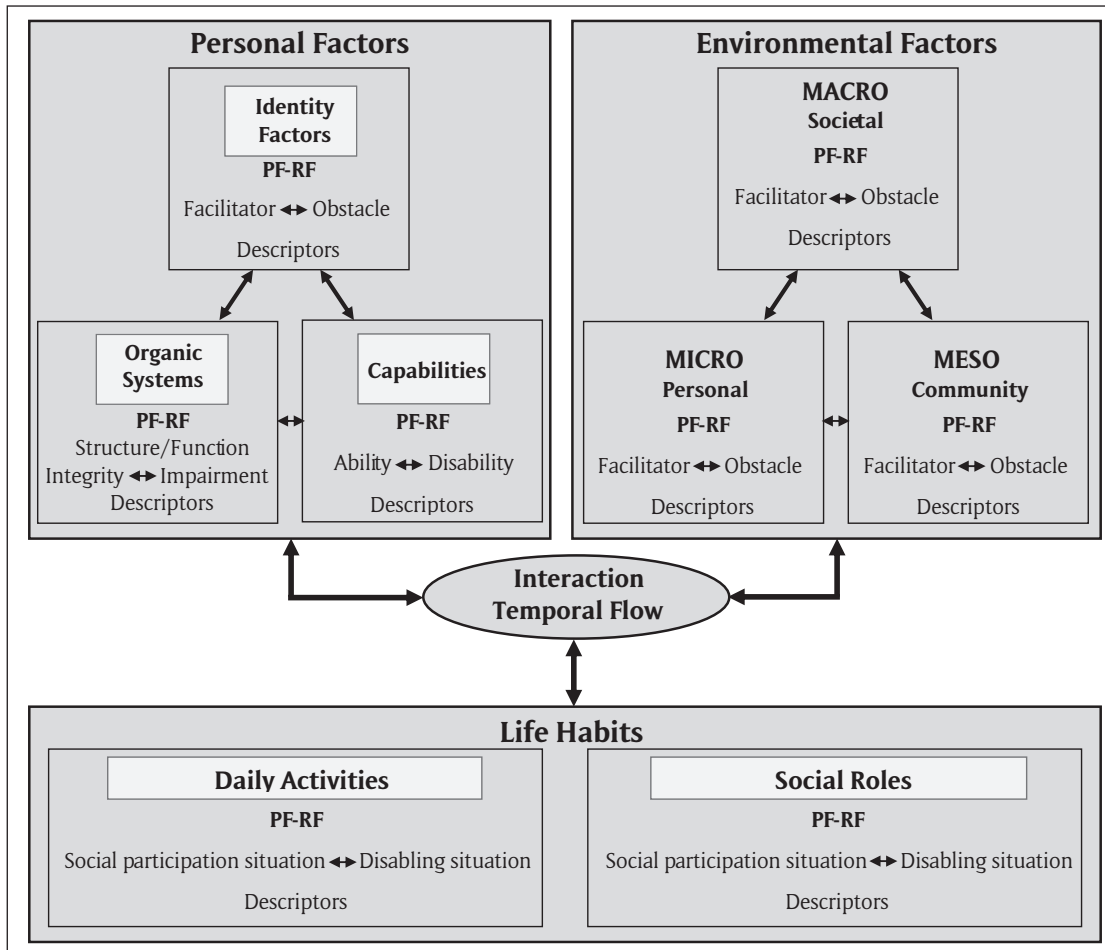 Personal Factors
Identity
Factors
PF-RF
Facilitator ↔ Obstacle
Descriptors
Organic
Systems
PF-RF
Structure/Function
Integrity ↔ Impairment
Descriptors
Capabilities
PF-RF
Ability ↔ Disability
Descriptors
Environmental Factors
MACRO
Societal
PF-RF
Facilitator ↔ Obstacle
Descriptors
MICRO
Personal
PF-RF
Facilitator ↔ Obstacle
Descriptors
MESO
Community
PF-RF
Facilitator ↔ Obstacle
Descriptors
Interaction
Temporal Flow
Life Habits
Daily Activities
PF-RF
Social participation situation ↔ Disabling situation
Descriptors
Social Roles
PF-RF
Social participation situation ↔ Disabling situation
Descriptors